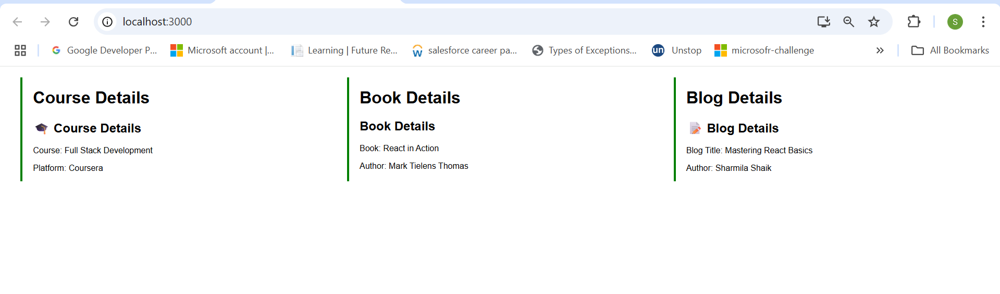 localhost:3000
Google Developer P...
Microsoft account |...
Learning | Future Re...
salesforce career pa...
Types of Exceptions...
un
Unstop
microsofr-challenge
All Bookmarks
S
Course Details
🎓 Course Details
Course: Full Stack Development
Platform: Coursera
Book Details
Book Details
Book: React in Action
Author: Mark Tielens Thomas
Blog Details
📝 Blog Details
Blog Title: Mastering React Basics
Author: Sharmila Shaik